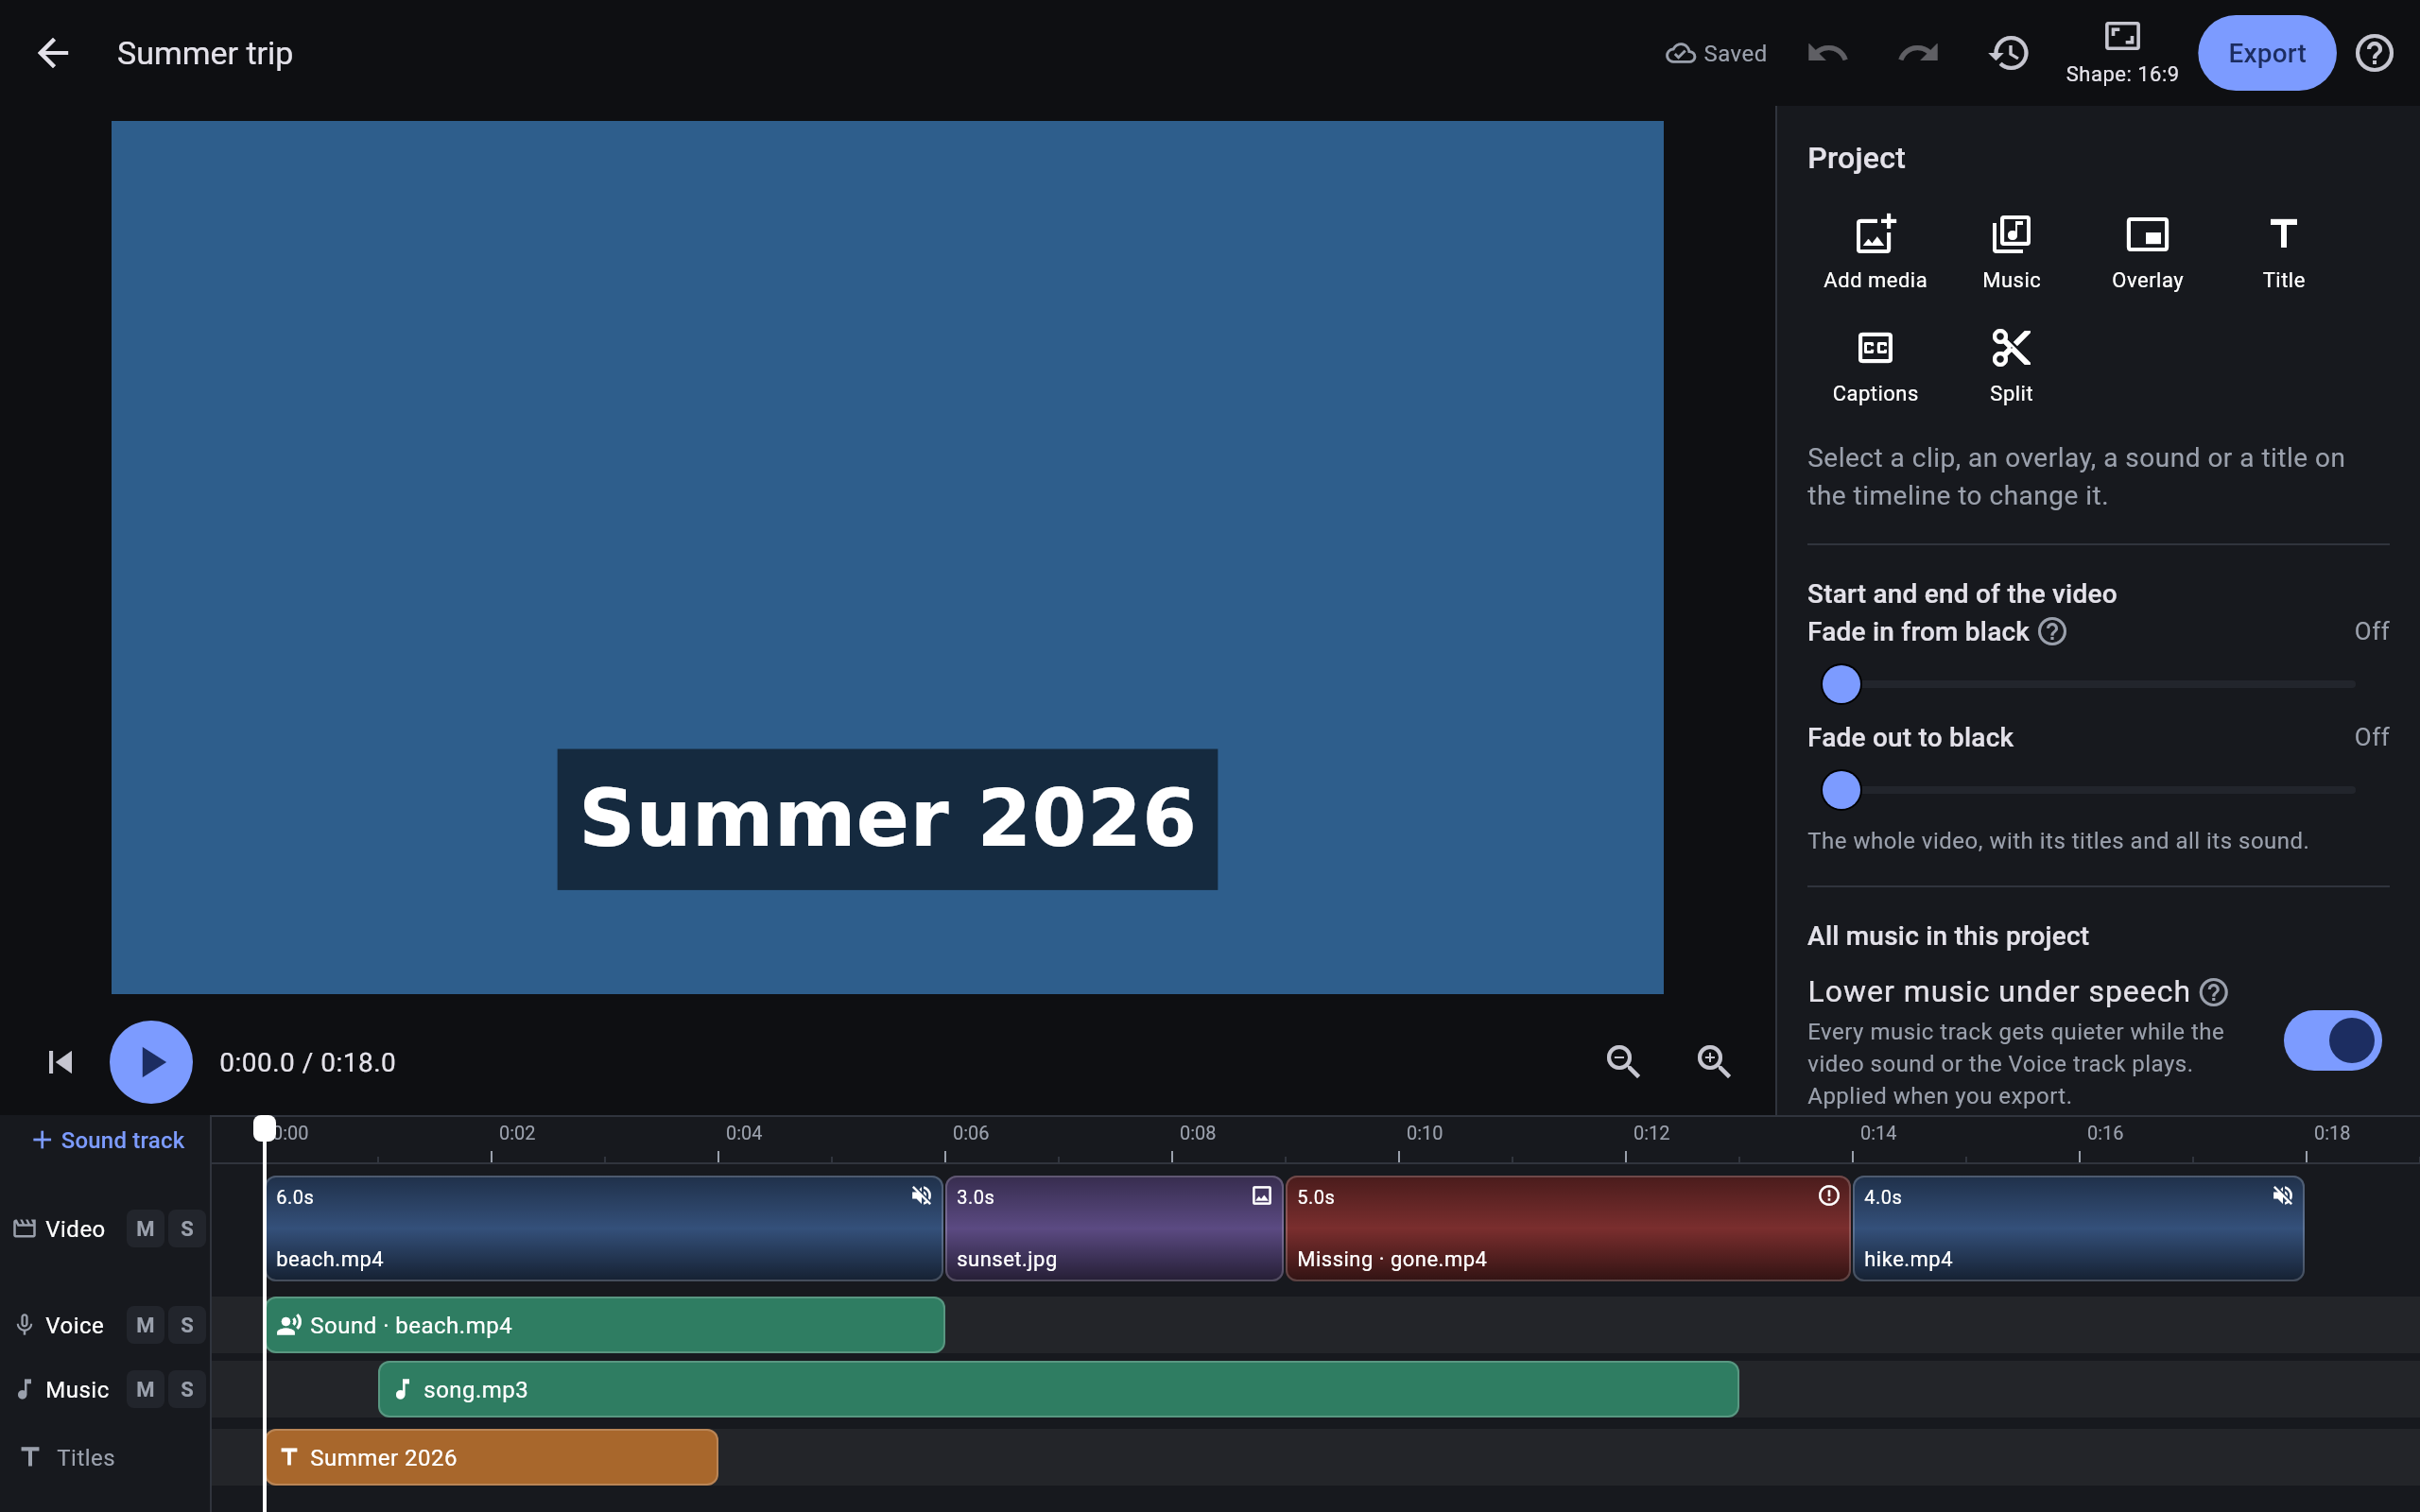 Summer trip
Saved
Shape: 16:9
Export
Summer 2026
0:00.0 / 0:18.0
Project
Add media
Music
Overlay
Title
Captions
Split
Select a clip, an overlay, a sound or a title on
the timeline to change it.
Start and end of the video
Fade in from black
Off
Fade out to black
Off
The whole video, with its titles and all its sound.
All music in this project
Lower music under speech
Every music track gets quieter while the
video sound or the Voice track plays.
Applied when you export.
Sound track
0:00
0:02
0:04
0:06
0:08
0:10
0:12
0:14
0:16
0:18
Video
M
S
6.0s
beach.mp4
3.0s
sunset.jpg
5.0s
Missing · gone.mp4
4.0s
hike.mp4
Voice
M
S
Sound · beach.mp4
Music
M
S
song.mp3
Titles
Summer 2026